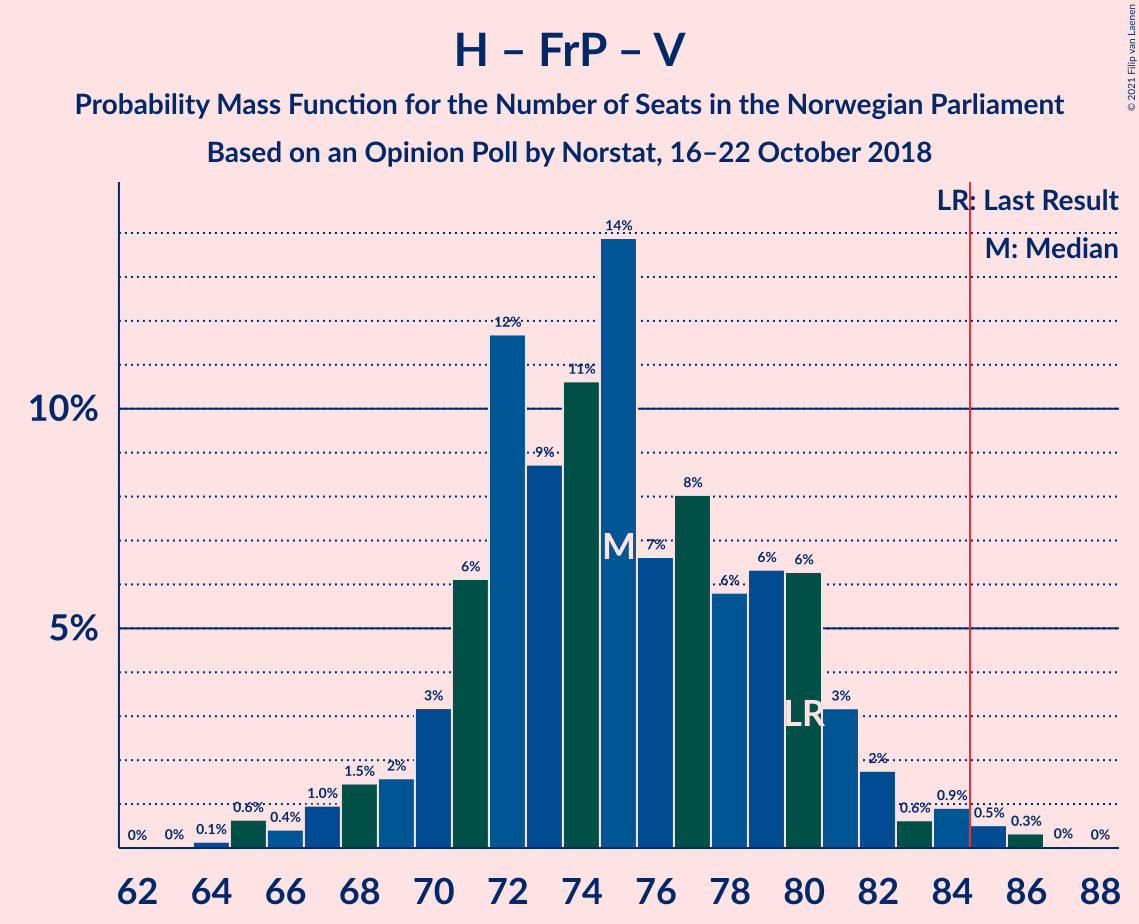 H – FrP – V
Probability Mass Function for the Number of Seats in the Norwegian Parliament
Based on an Opinion Poll by Norstat, 16–22 October 2018
© 2021 Filip van Laenen
LR: Last Result
M: Median
10%
5%
0% 0% 0.1% 0.6% 0.4% 1.0% 1.5% 2% 3% 6% 12% 9% 11% 14% 7% 8% 6% 6% 6% 3% 2% 0.6% 0.9% 0.5% 0.3% 0% 0%
M
LR
62 64 66 68 70 72 74 76 78 80 82 84 86 88